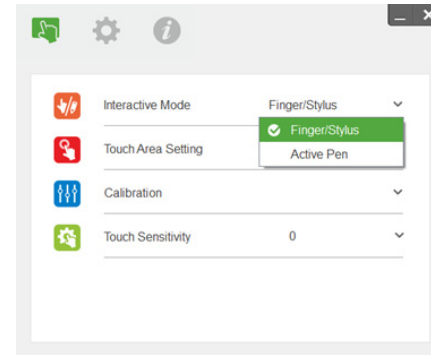 Interactive Mode Finger/Stylus
Finger/Stylus
Touch Area Setting
Active Pen
Calibration
Touch Sensitivity 0